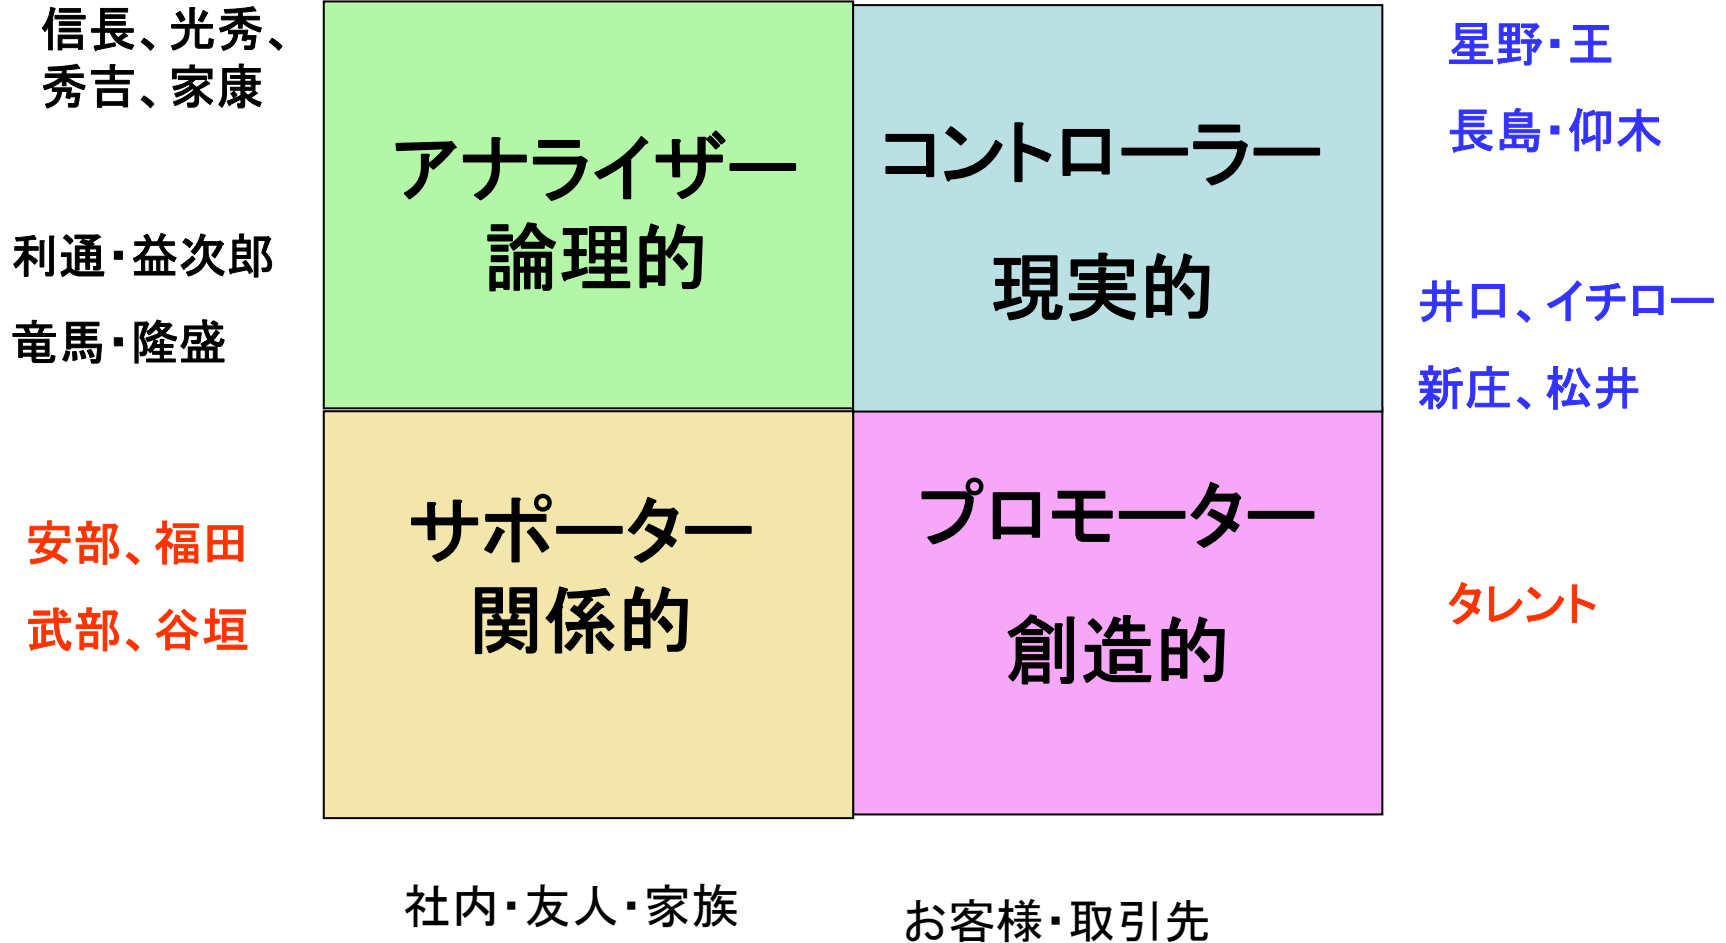 信長、光秀、
秀吉、家康
利通・益次郎
竜馬・隆盛
安部、福田
武部、谷垣
アナライザー
論理的
コントローラー
現実的
サポーター
関係的
プロモーター
創造的
星野・王
長島・仰木
井口、イチロー
新庄、松井
タレント
社内・友人・家族
お客様・取引先